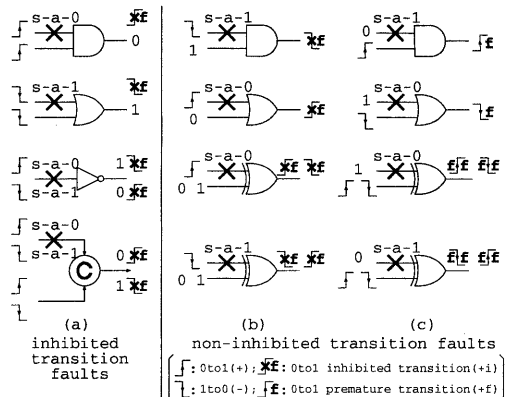 s-a-0
f
0
s-a-1
f
1
s-a-0
1 f
s-a-1 0 f
s-a-0
s-a-1
0 f
C
1 f
(a)
inhibited
transition
faults
s-a-1
1
f
s-a-0
0
f
s-a-0
f f
0 1
s-a-1
f f
0 1
(b)
s-a-1
0
f
s-a-0
1
f
s-a-0
1 f f f f
s-a-1
0 f f f f
(c)
non-inhibited transition faults
: 0to1(+); f: 0to1 inhibited transition(+i)
: 1to0(-); f: 0to1 premature transition(+f)